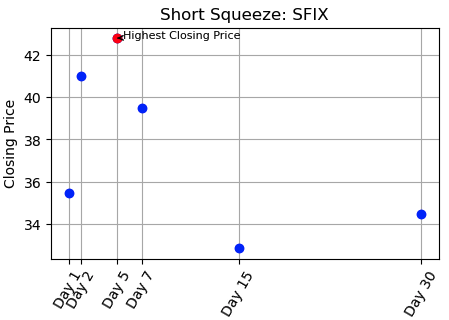 Short Squeeze: SFIX
Highest Closing Price
Closing Price
42
40
38
36
34
Day 1
Day 2
Day 5
Day 7
Day 15
Day 30